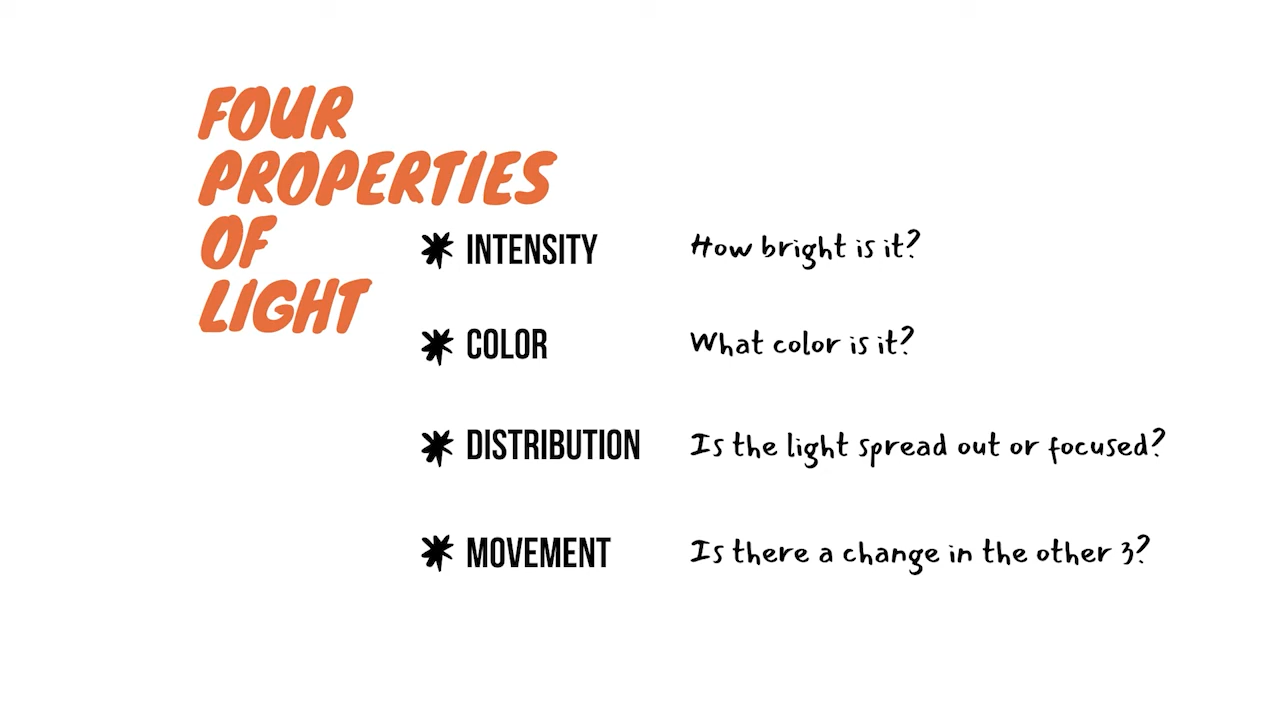 FOUR
PROPERTIES
OF
LIGHT
INTENSITY How bright is it?
COLOR What color is it?
DISTRIBUTION Is the light spread out or focused?
MOVEMENT Is there a change in the other 3?